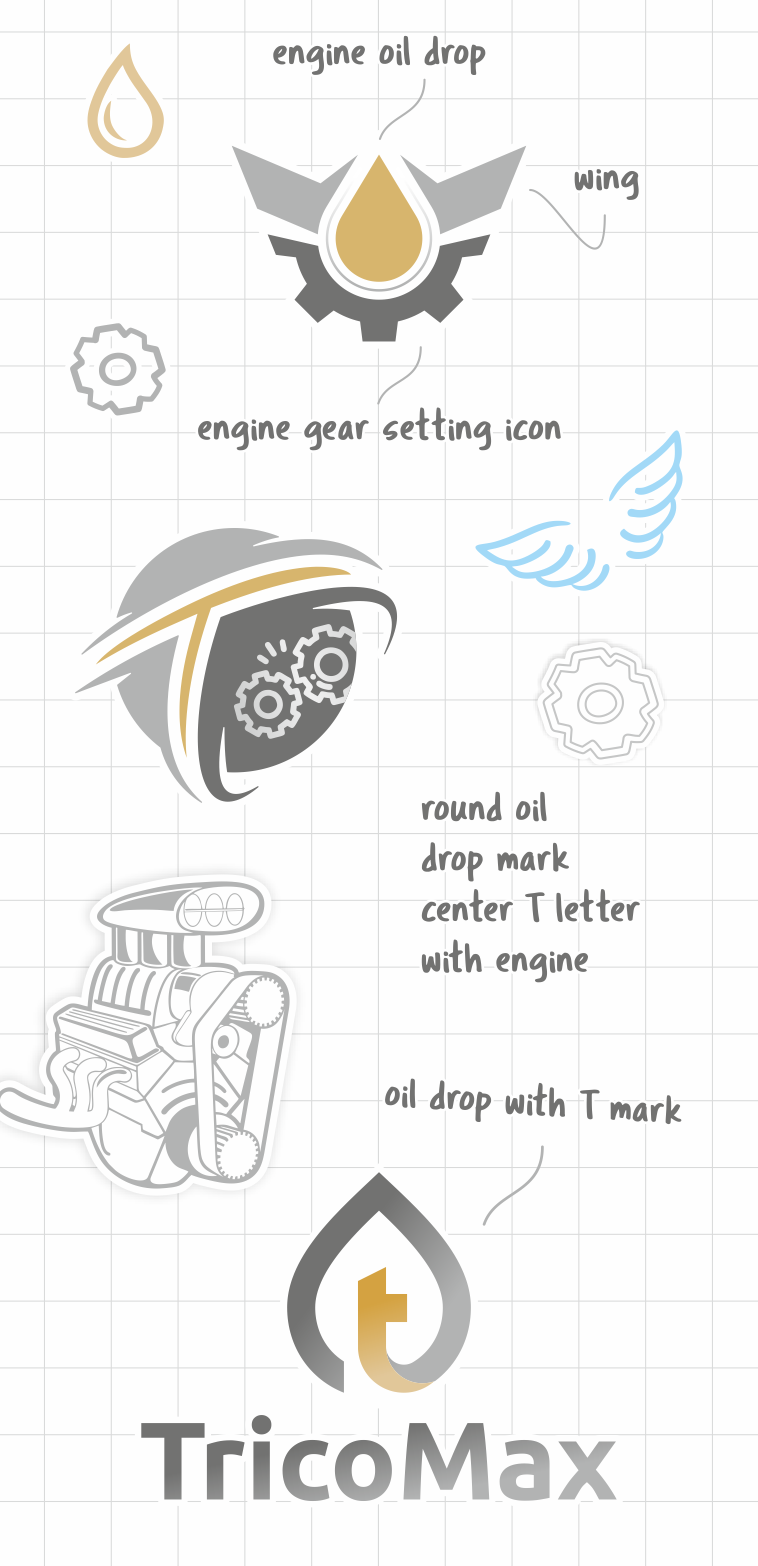 engine oil drop
wing
engine gear setting icon
round oil
drop mark
center T letter
with engine
oil drop with T mark
t
TricoMax